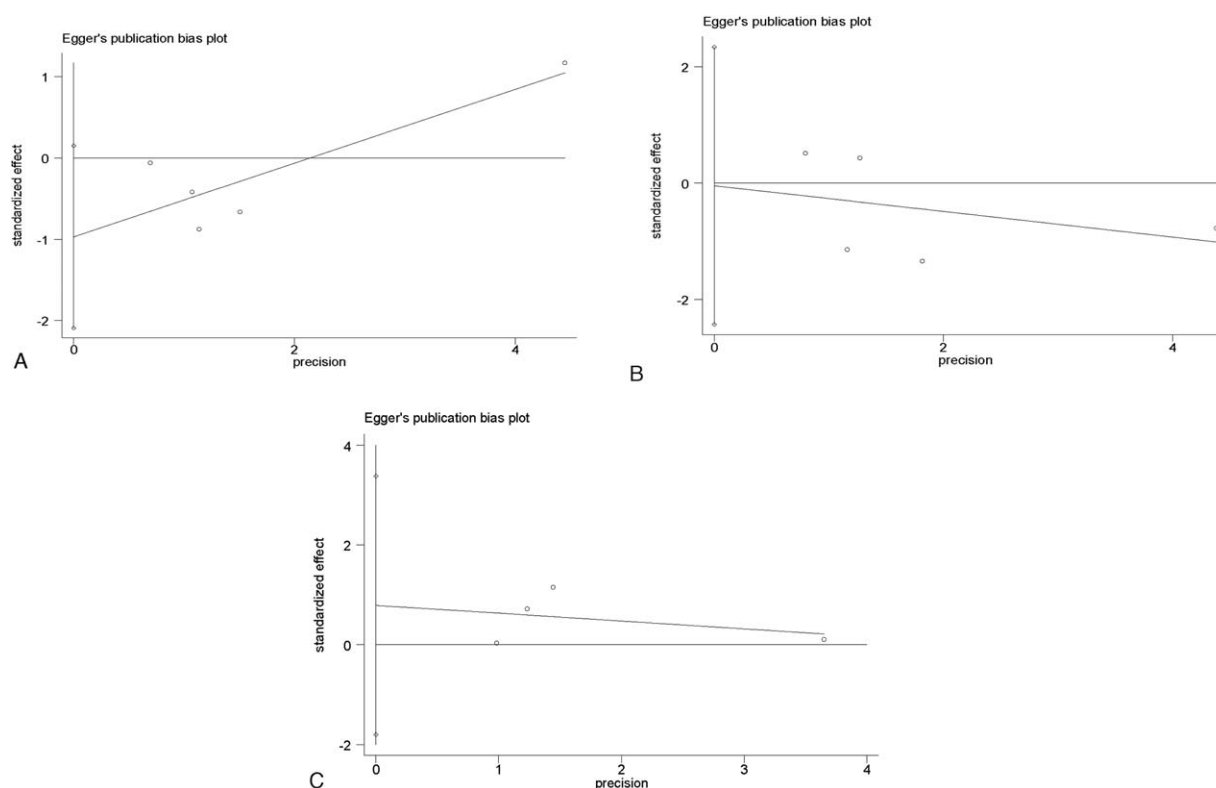 Egger's publication bias plot
1
0
-1
-2
standardized effect
0
2
4
precision
A
Egger's publication bias plot
2
0
-2
standardized effect
0
2
4
precision
B
Egger's publication bias plot
4
2
0
-2
standardized effect
0
1
2
3
4
precision
C